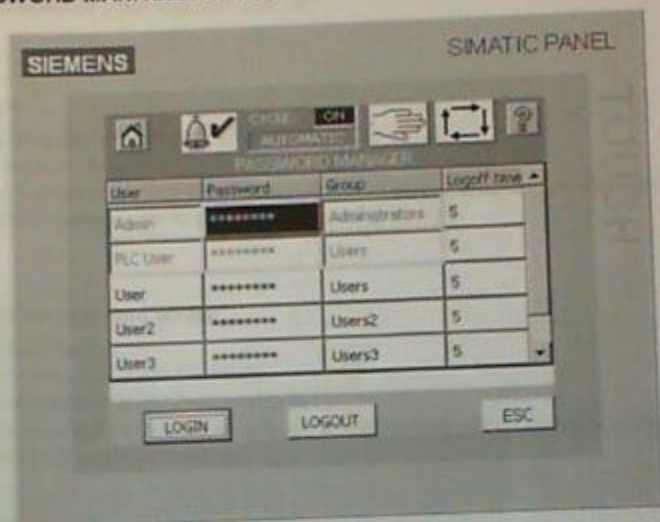 SIEMENS
SIMATIC PANEL
TOUCH
ON
AUTOMATIC
PASSWORD MANAGER
User Password Group Logoff time
Admin ******** Administrators 5
PLC User ******** Users 5
User ******** Users 5
User2 ******** Users2 5
User3 ******** Users3 5
LOGIN LOGOUT ESC